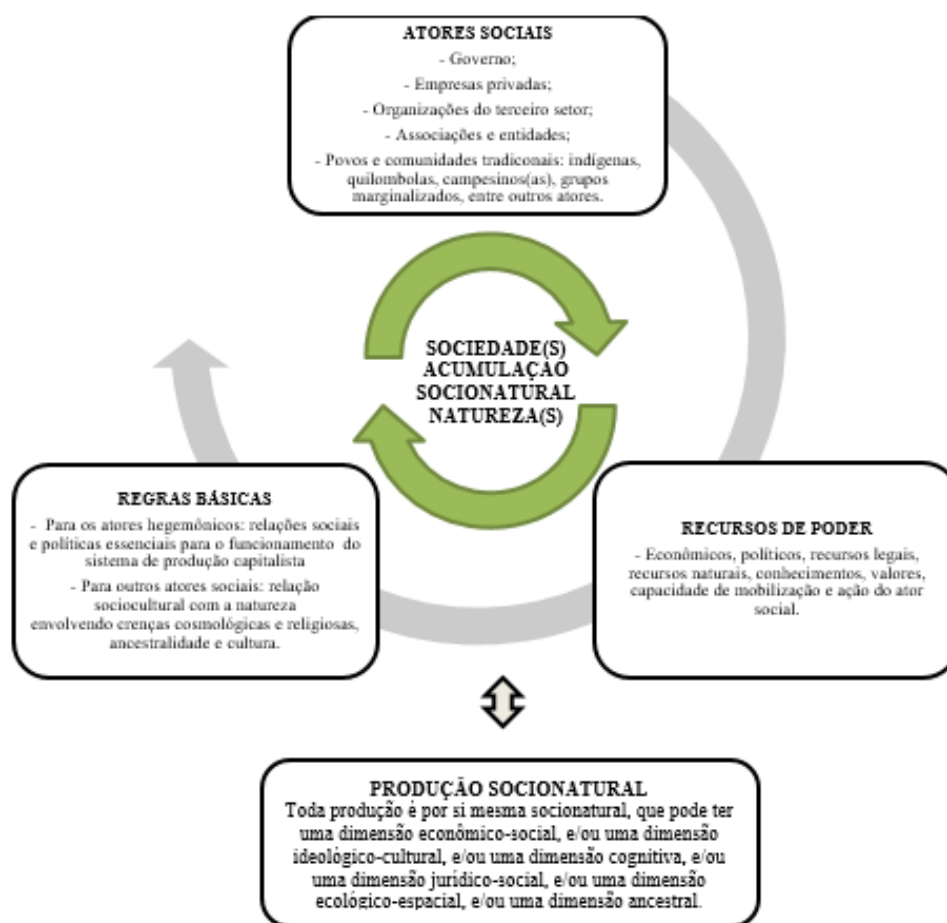 ATORES SOCIAIS
- Governo;
- Empresas privadas;
- Organizações do terceiro setor;
- Associações e entidades;
- Povos e comunidades tradiconais: indígenas,
quilombolas, campesinos(as), grupos
marginalizados, entre outros atores.
SOCIEDADE(S)
ACUMULAÇÃO
SOCIONATURAL
NATUREZA(S)
REGRAS BÁSICAS
- Para os atores hegemônicos: relações sociais
e políticas essenciais para o funcionamento do
sistema de produção capitalista
- Para outros atores sociais: relação
sociocultural com a natureza
envolvendo crenças cosmológicas e religiosas,
ancestralidade e cultura.
RECURSOS DE PODER
- Econômicos, políticos, recursos legais,
recursos naturais, conhecimentos, valores,
capacidade de mobilização e ação do ator
social.
PRODUÇÃO SOCIONATURAL
Toda produção é por si mesma socionatural, que pode ter
uma dimensão econômico-social, e/ou uma dimensão
ideológico-cultural, e/ou uma dimensão cognitiva, e/ou
uma dimensão jurídico-social, e/ou uma dimensão
ecológico-espacial, e/ou uma dimensão ancestral.